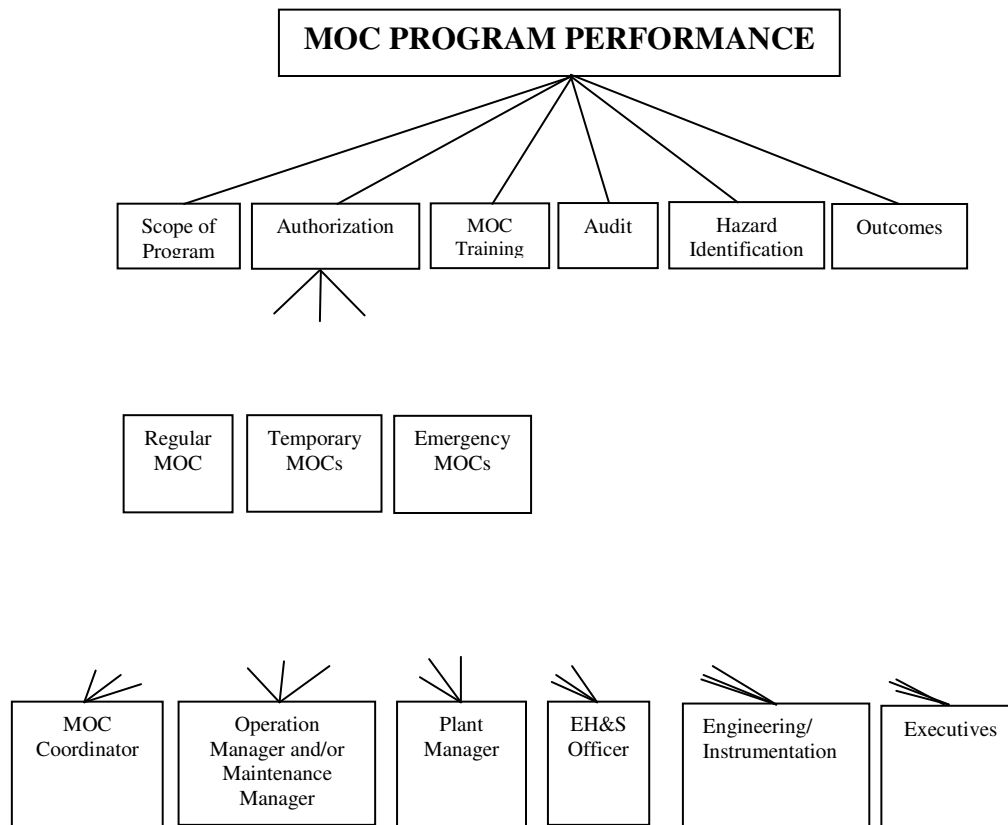 MOC PROGRAM PERFORMANCE
Scope of
Program
Authorization
MOC
Training
Audit
Hazard
Identification
Outcomes
Regular
MOC
Temporary
MOCs
Emergency
MOCs
MOC
Coordinator
Operation
Manager and/or
Maintenance
Manager
Plant
Manager
EH&S
Officer
Engineering/
Instrumentation
Executives